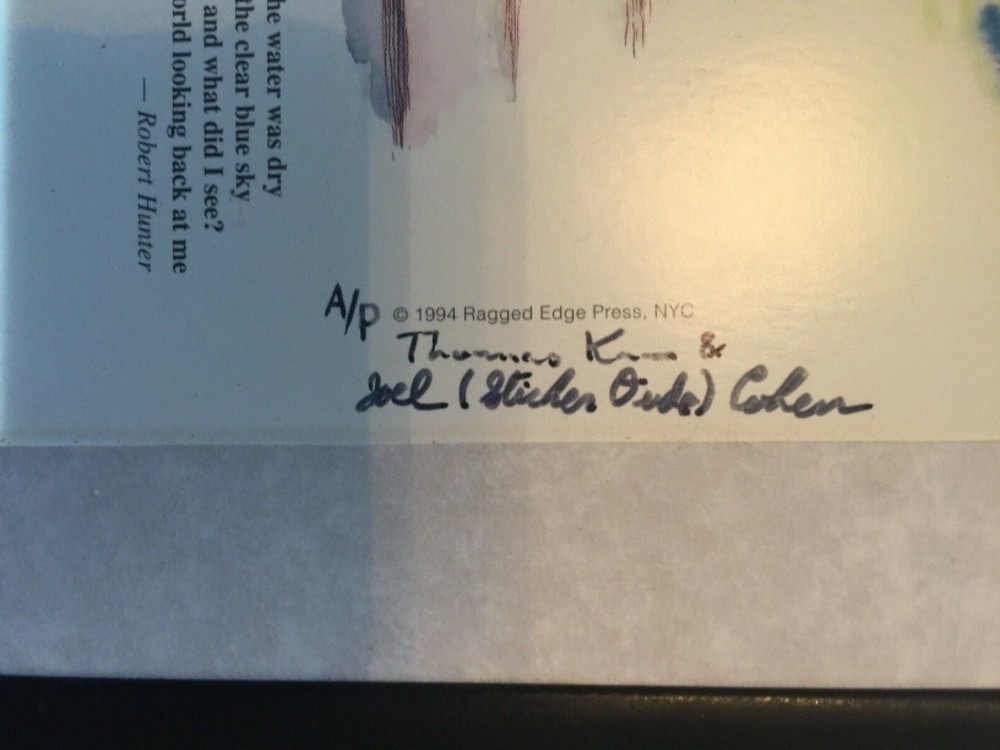 he water was dry
the clear blue sky
and what did I see?
orld looking back at me
— Robert Hunter
A/P © 1994 Ragged Edge Press, NYC
Thomas &
Joel (Sticker Dude) Cohen